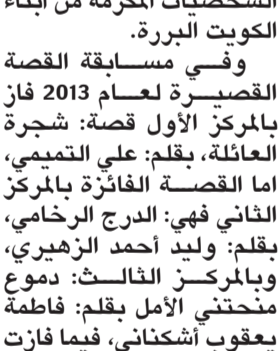 الشخصيات المكرمة من أبناء
الكويت البررة.
وفي مسابقة القصة
القصيرة لعام 2013 فاز
بالمركز الأول قصة: شجرة
العائلة، بقلم: علي التميمي،
اما القصة الفائزة بالمركز
الثاني فهي: الدرج الرخامي،
بقلم: وليد أحمد الزهيري،
وبالمركز الثالث: دموع
منحتني الأمل بقلم: فاطمة
يعقوب أشكناني، فيما فازت